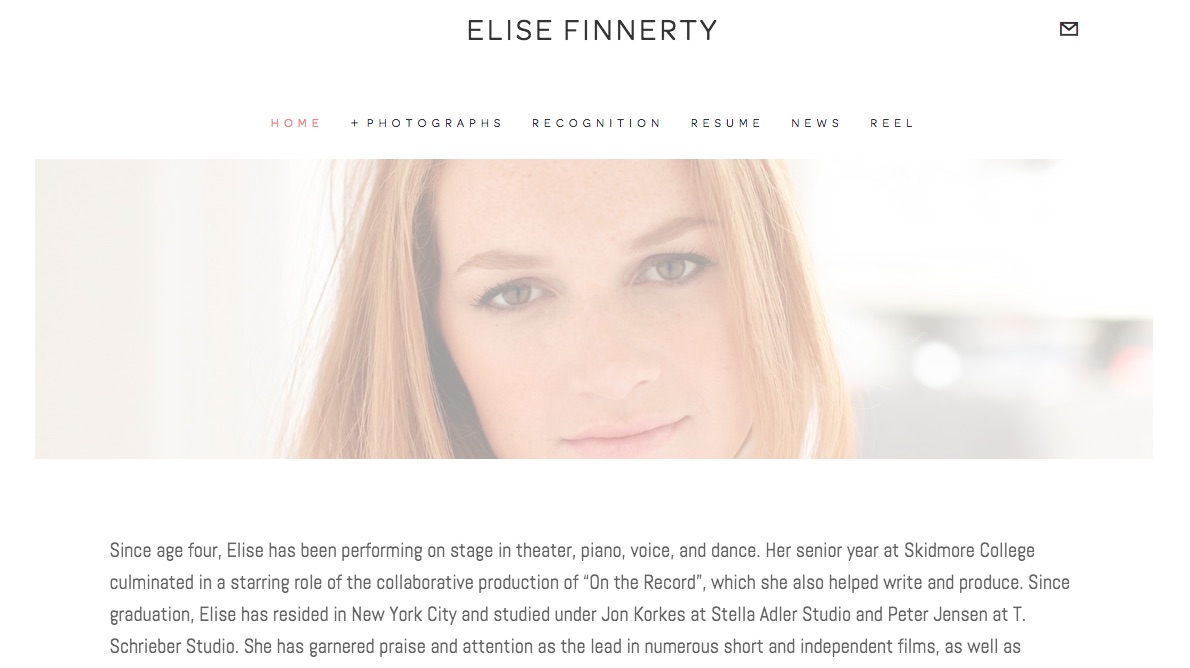 ELISE FINNERTY
HOME + PHOTOGRAPHS RECOGNITION RESUME NEWS REEL
Since age four, Elise has been performing on stage in theater, piano, voice, and dance. Her senior year at Skidmore College
culminated in a starring role of the collaborative production of “On the Record”, which she also helped write and produce. Since
graduation, Elise has resided in New York City and studied under Jon Korkes at Stella Adler Studio and Peter Jensen at T.
Schrieber Studio. She has garnered praise and attention as the lead in numerous short and independent films, as well as